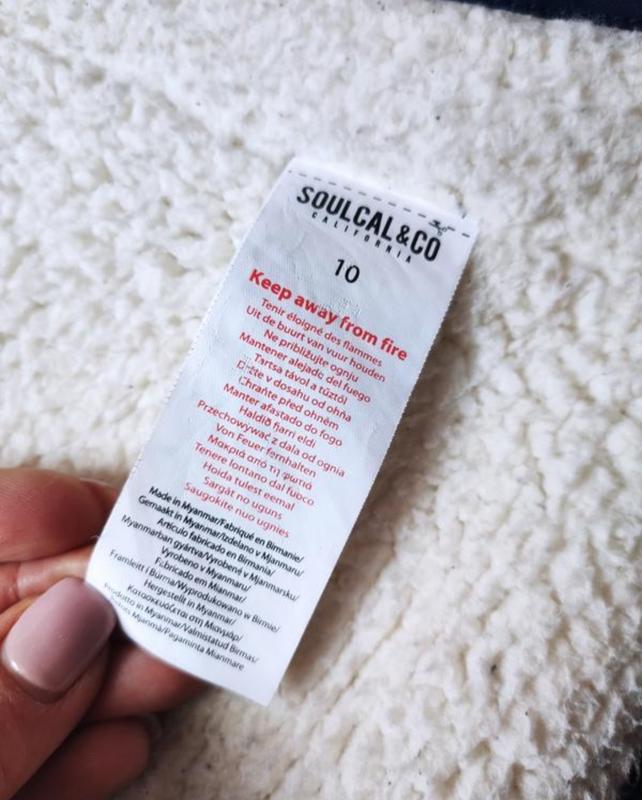 SOULCAL&CO
CALIFORNIA
10
Keep away from fire
Tenir éloigné des flammes
Uit de buurt van vuur houden
Ne približujte ognju
Mantener alejado del fuego
Tartsa távol a tűztől
Držte v dosahu od ohňa
Chraňte před ohněm
Manter afastado do fogo
Haldið fjarri eldi
Przechowywać z dala od ognia
Von Feuer fernhalten
Μακριά από τη φωτιά
Tenere lontano dal fuoco
Hoida tulest eemal
Sargāt no uguns
Saugokite nuo ugnies
Made in Myanmar/Fabriqué en Birmanie/
Gemaakt in Myanmar/Izdelano v Mjanmaru/
Artículo fabricado en Birmania/
Myanmarban gyártva/Vyrobené v Mjanmarsku/
Vyrobeno v Myanmaru/
Fabricado em Mianmar/
Framleitt í Burma/Wyprodukowano w Birmie/
Hergestellt in Myanmar/
Κατασκευάζεται στη Μιανμάρ/
Prodotto in Myanmar/Valmistatud Birmas/
Mjanmā/Pagaminta Mianmare